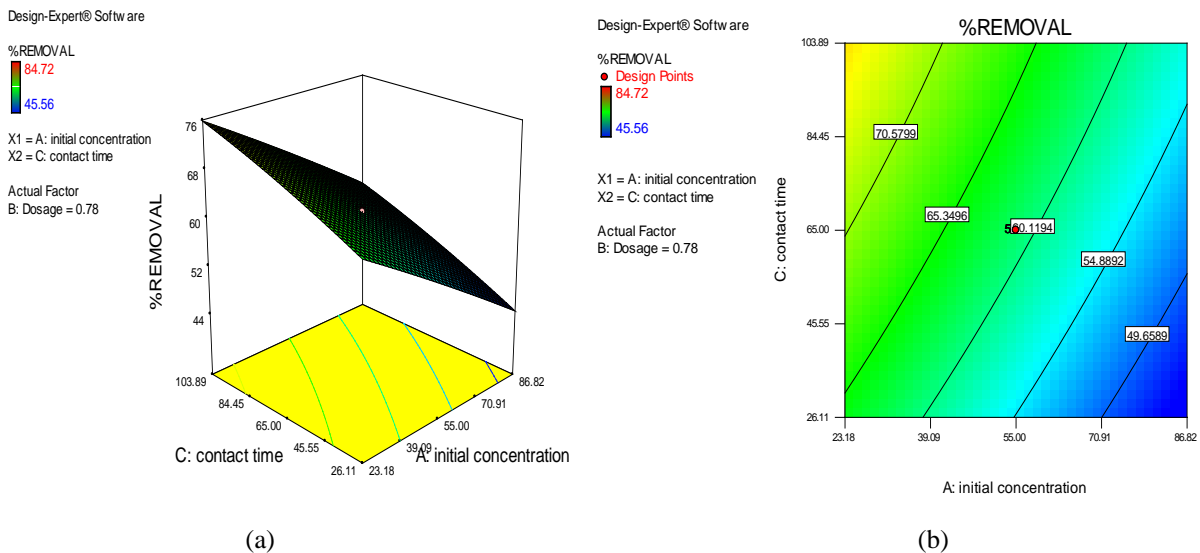 Design-Expert® Software
%REMOVAL
84.72
45.56
X1 = A: initial concentration
X2 = C: contact time
Actual Factor
B: Dosage = 0.78
76
68
60
52
44
%REMOVAL
103.89
84.45
65.00
45.55
26.11
C: contact time
23.18
39.09
55.00
70.91
86.82
A: initial concentration
(a)
Design-Expert® Software
%REMOVAL
Design Points
84.72
45.56
X1 = A: initial concentration
X2 = C: contact time
Actual Factor
B: Dosage = 0.78
%REMOVAL
103.89
84.45
65.00
45.55
26.11
C: contact time
70.5799
65.3496
5
60.1194
54.8892
49.6589
23.18
39.09
55.00
70.91
86.82
A: initial concentration
(b)